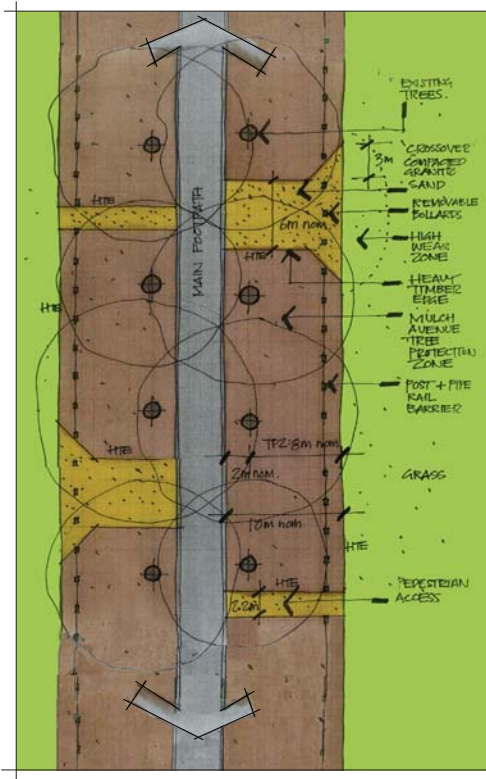 EXISTING
TREES.
CROSSOVER
COMPACTED
GRANITIC
SAND
3m
REMOVABLE
BOLLARDS
HIGH
WEAR
ZONE
HEAVY
TIMBER
EDGE
MULCH
AVENUE
TREE
PROTECTION
ZONE
POST + PIPE
RAIL
BARRIER
GRASS
PEDESTRIAN
ACCESS
HTE
MAIN FOOTPATH
6m nom.
HTE
HTE
HTE
TPZ:8m nom.
2m nom.
10m nom
HTE
HTE
2.2m